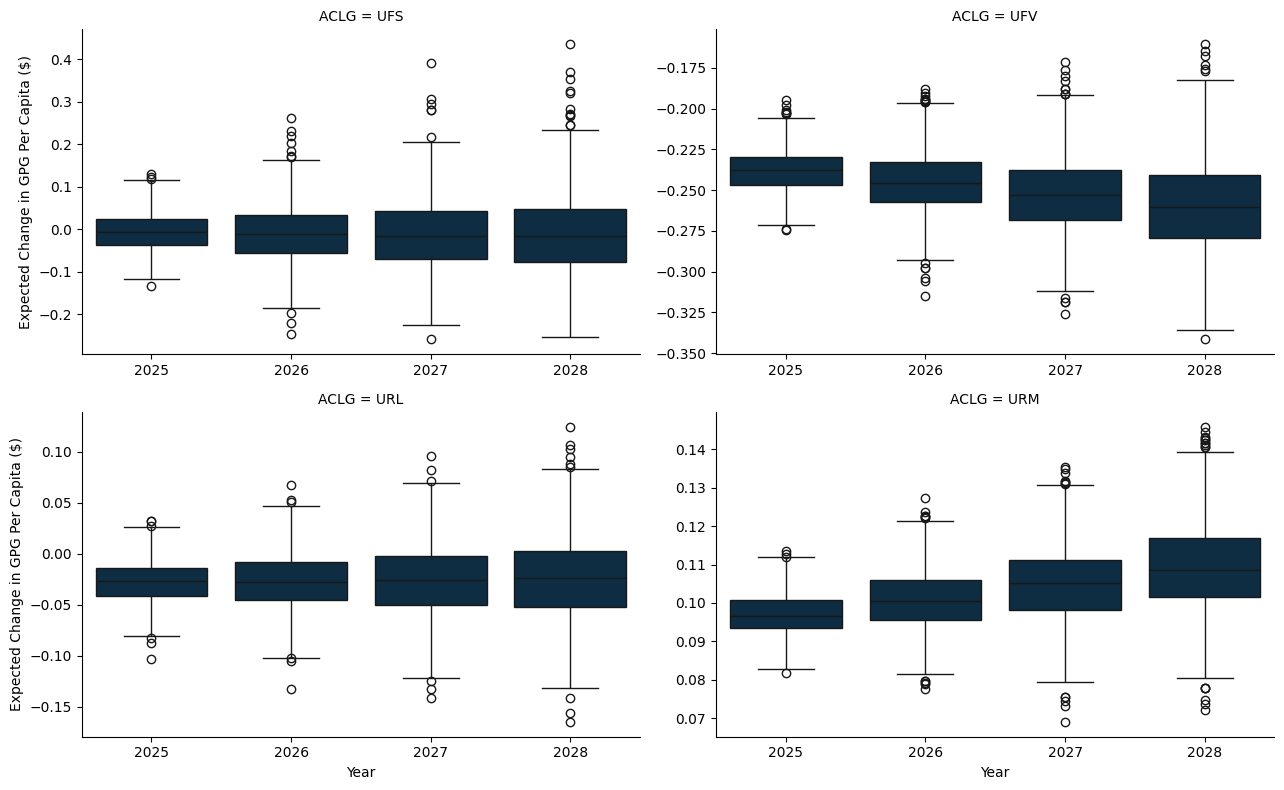 ACLG = UFS
Expected Change in GPG Per Capita ($)
0.4
0.3
0.2
0.1
0.0
−0.1
−0.2
2025 2026 2027 2028
ACLG = UFV
−0.175
−0.200
−0.225
−0.250
−0.275
−0.300
−0.325
−0.350
2025 2026 2027 2028
ACLG = URL
Expected Change in GPG Per Capita ($)
0.10
0.05
0.00
−0.05
−0.10
−0.15
2025 2026 2027 2028
Year
ACLG = URM
0.14
0.13
0.12
0.11
0.10
0.09
0.08
0.07
2025 2026 2027 2028
Year